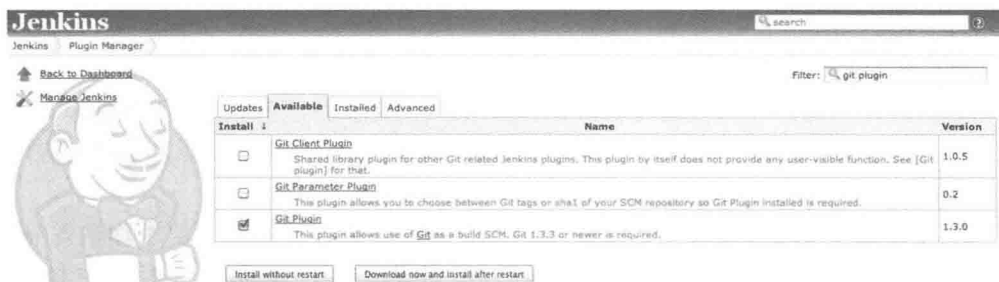 Jenkins
search
Jenkins Plugin Manager
Back to Dashboard
Manage Jenkins
Filter: git plugin
Updates Available Installed Advanced
Install ↓ Name Version
Git Client Plugin
Shared library plugin for other Git related Jenkins plugins. This plugin by itself does not provide any user-visible function. See [Git
plugin] for that.
1.0.5
Git Parameter Plugin
This plugin allows you to choose between Git tags or sha1 of your SCM repository so Git Plugin installed is required.
0.2
Git Plugin
This plugin allows use of Git as a build SCM. Git 1.3.3 or newer is required.
1.3.0
Install without restart Download now and install after restart